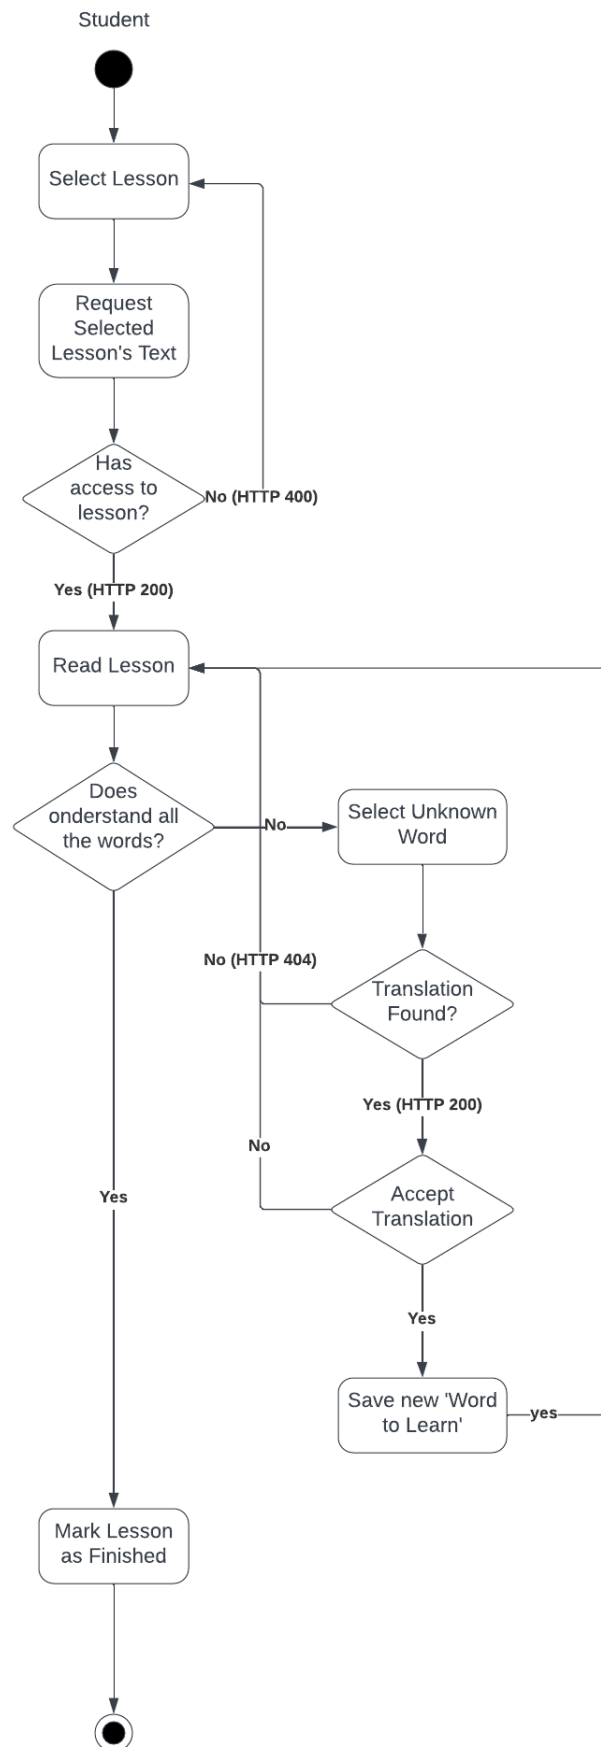 Student
Select Lesson
Request
Selected
Lesson's Text
Has
access to
lesson?
No (HTTP 400)
Yes (HTTP 200)
Read Lesson
Does
onderstand all
the words?
No
Select Unknown
Word
No (HTTP 404)
Translation
Found?
Yes (HTTP 200)
No
Accept
Translation
Yes
Yes
Save new 'Word
to Learn'
yes
Mark Lesson
as Finished